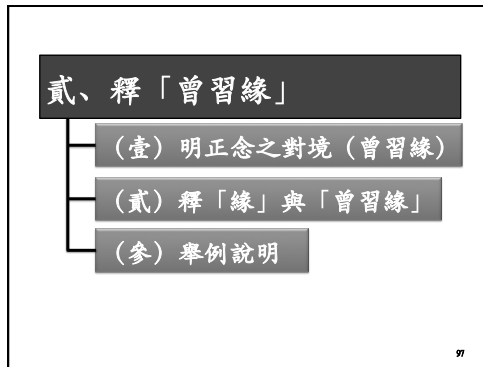 貳、釋「曾習緣」
（壹）明正念之對境（曾習緣）
（貳）釋「緣」與「曾習緣」
（參）舉例說明
97